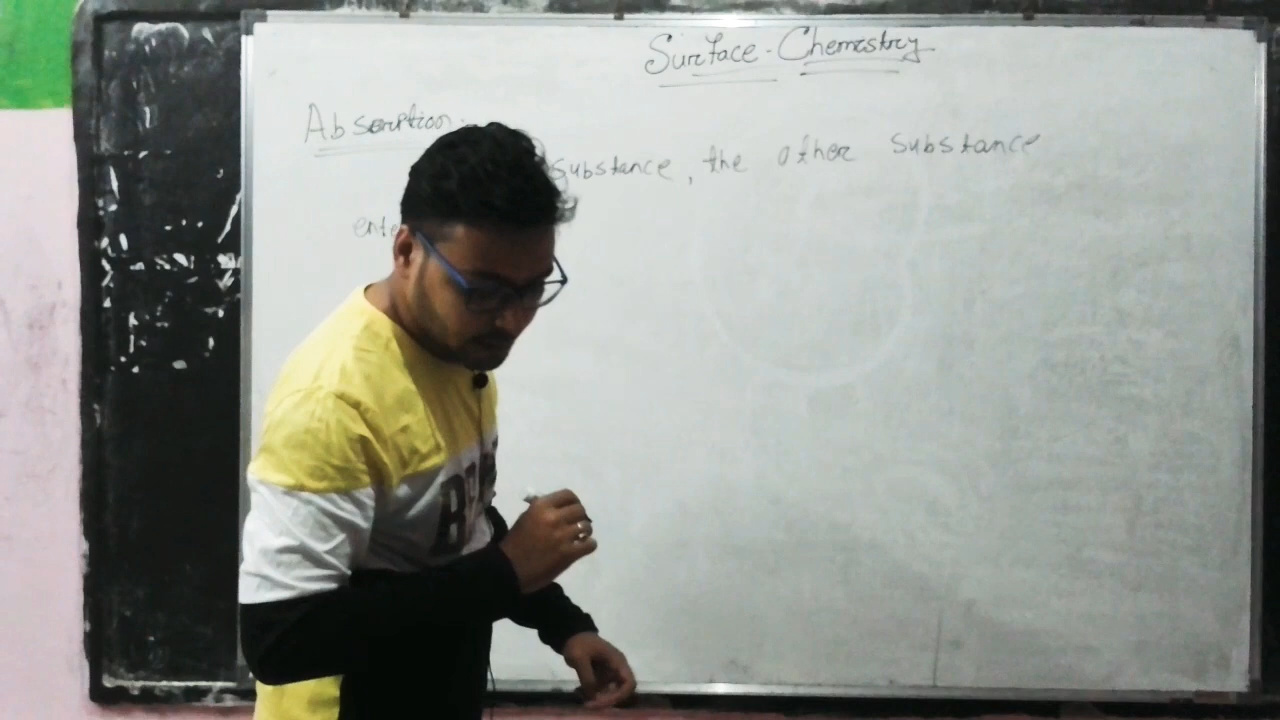 Surface-Chemistry
Absorption:-
substance, the other substance